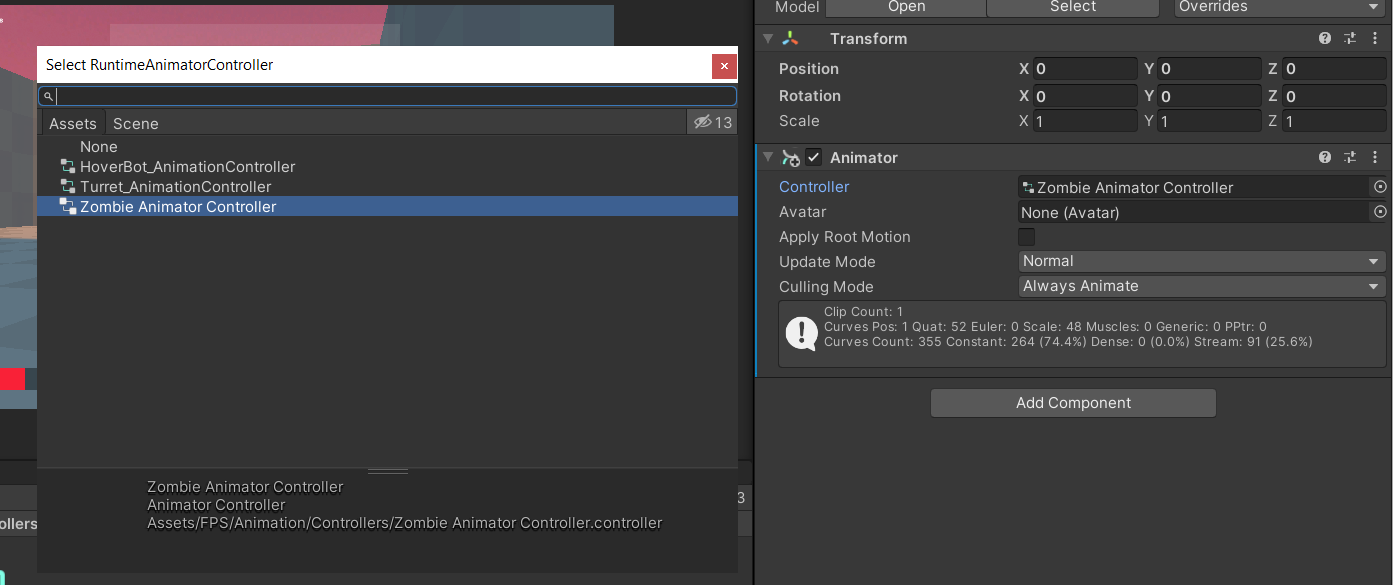 Select RuntimeAnimatorController
Assets Scene 13
None
HoverBot_AnimationController
Turret_AnimationController
Zombie Animator Controller
Zombie Animator Controller
Animator Controller
Assets/FPS/Animation/Controllers/Zombie Animator Controller.controller
ollers
3
Model Open Select Overrides
Transform
Position X 0 Y 0 Z 0
Rotation X 0 Y 0 Z 0
Scale X 1 Y 1 Z 1
Animator
Controller Zombie Animator Controller
Avatar None (Avatar)
Apply Root Motion
Update Mode Normal
Culling Mode Always Animate
Clip Count: 1
Curves Pos: 1 Quat: 52 Euler: 0 Scale: 48 Muscles: 0 Generic: 0 PPtr: 0
Curves Count: 355 Constant: 264 (74.4%) Dense: 0 (0.0%) Stream: 91 (25.6%)
Add Component